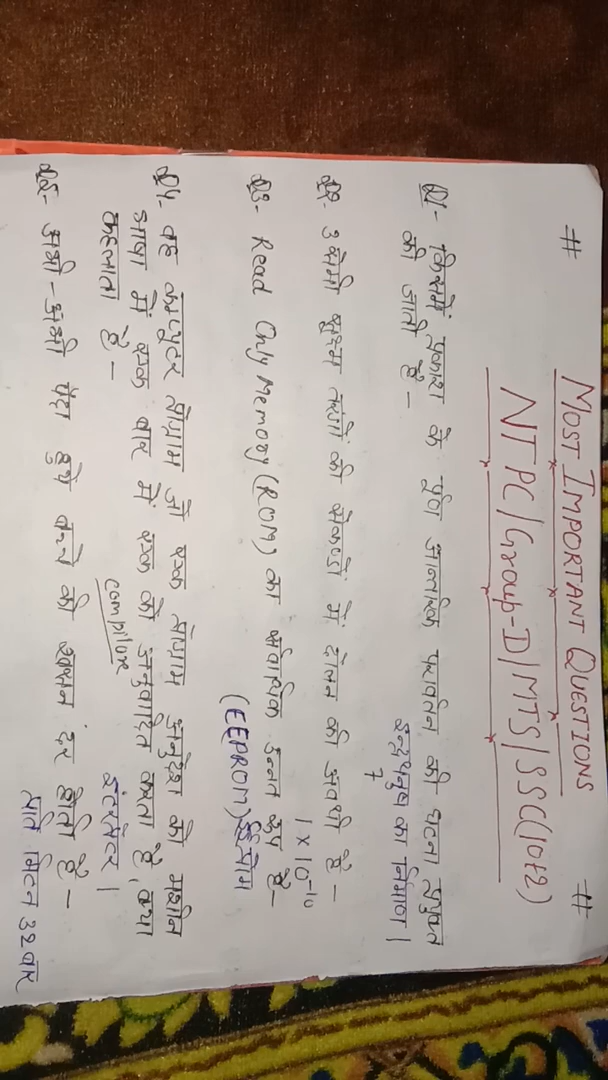 # MOST IMPORTANT QUESTIONS #
NTPC/Group-D/MTS/SSC(10+2)
Q1- किसमें प्रकाश के पूर्ण आन्तरिक परावर्तन की घटना प्रयुक्त
की जाती है -
इन्द्रधनुष का निर्माण।
Q2- 3 सेमी सूक्ष्म तरंगों की सेकण्डों में दोलन की अवधी है -
1 × 10⁻¹⁰
Q3- Read Only Memory (ROM) का सर्वाधिक उन्नत रूप है -
(EEPROM) ईईप्रोम
Q4. वह कम्प्यूटर प्रोग्राम जो एक प्रोग्राम अनुदेश को मशीन
भाषा में एक बार में एक को अनुवादित करता है, क्या
कहलाता है -
compiler
इंटरप्रेटर।
Q5- अभी-अभी पैदा हुये बच्चे की श्वसन दर होती है -
प्रति मिनट 32 बार